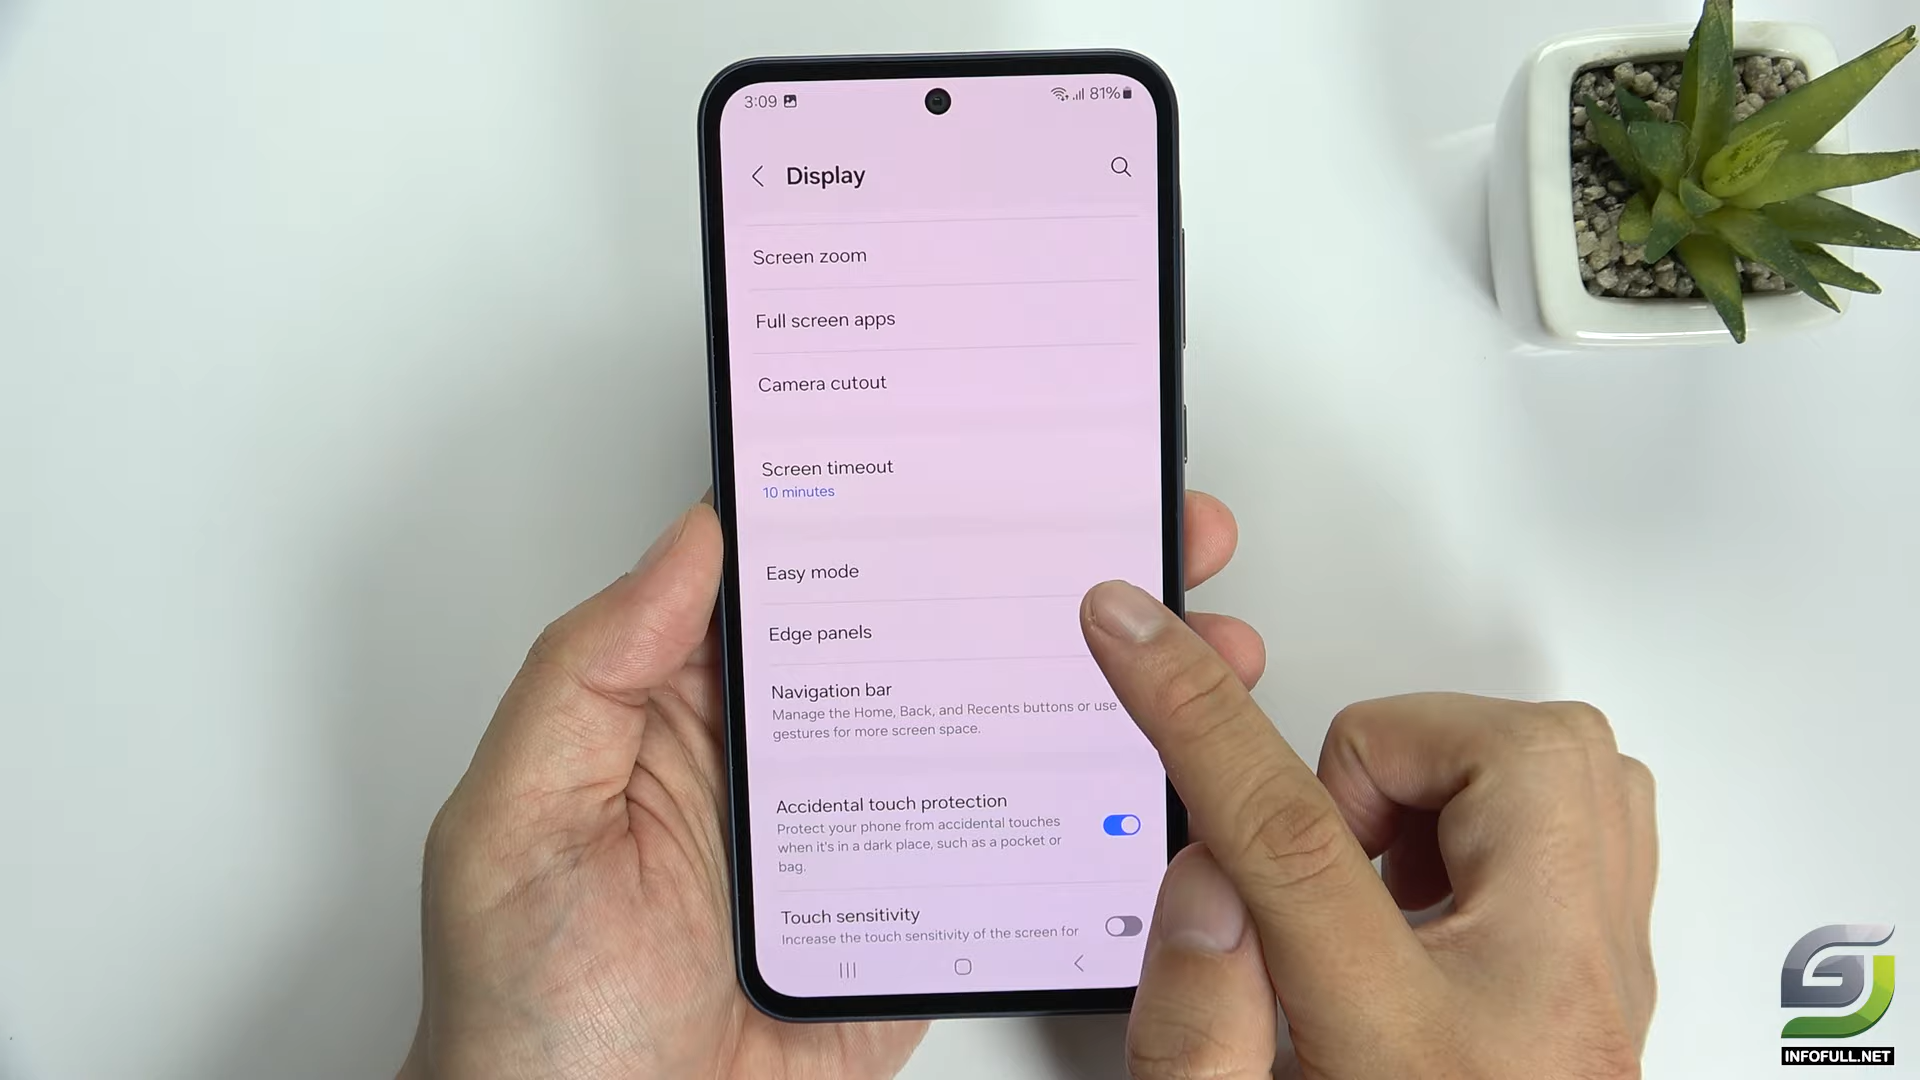 3:09
81%
Display
Screen zoom
Full screen apps
Camera cutout
Screen timeout
10 minutes
Easy mode
Edge panels
Navigation bar
Manage the Home, Back, and Recents buttons or use
gestures for more screen space.
Accidental touch protection
Protect your phone from accidental touches
when it's in a dark place, such as a pocket or
bag.
Touch sensitivity
Increase the touch sensitivity of the screen for
INFOFULL.NET